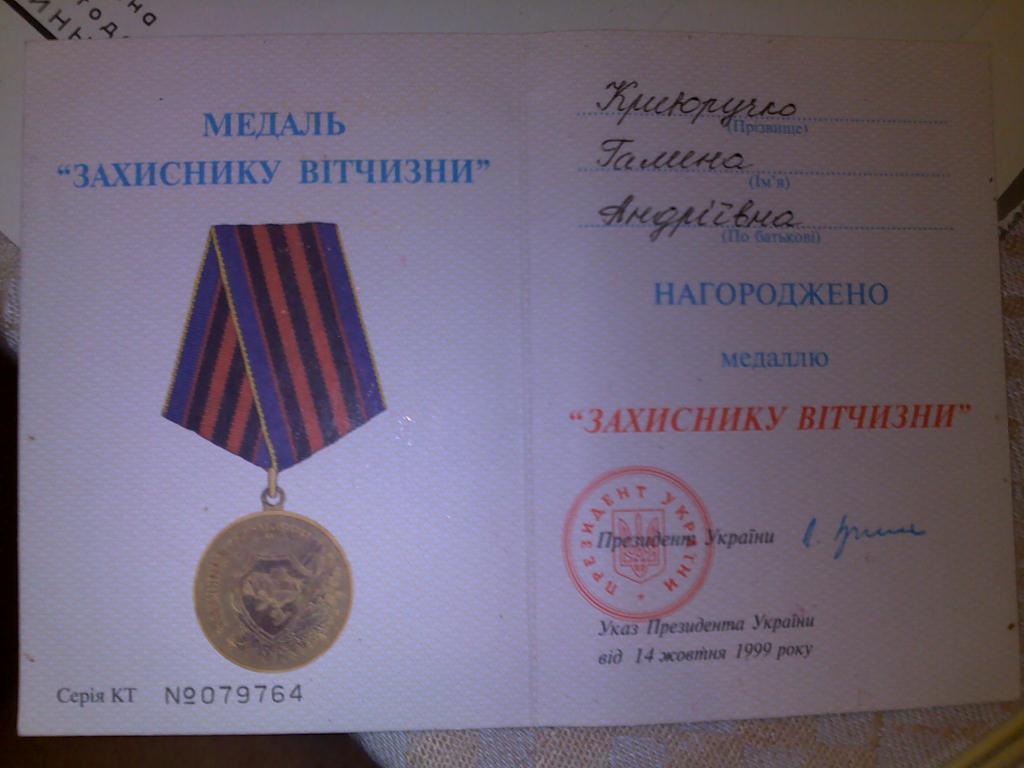 МЕДАЛЬ
“ЗАХИСНИКУ ВІТЧИЗНИ”
Серія КТ №079764
Криворучко
(Прізвище)
Галина
(Ім’я)
Андріївна
(По батькові)
НАГОРОДЖЕНО
медаллю
“ЗАХИСНИКУ ВІТЧИЗНИ”
ПРЕЗИДЕНТ УКРАЇНИ
Президент України
Указ Президента України
від 14 жовтня 1999 року